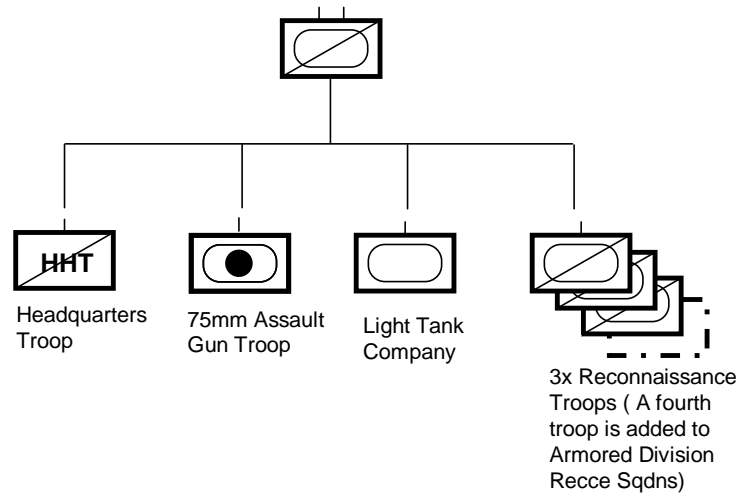 HHT
Headquarters
Troop
75mm Assault
Gun Troop
Light Tank
Company
3x Reconnaissance
Troops ( A fourth
troop is added to
Armored Division
Recce Sqdns)